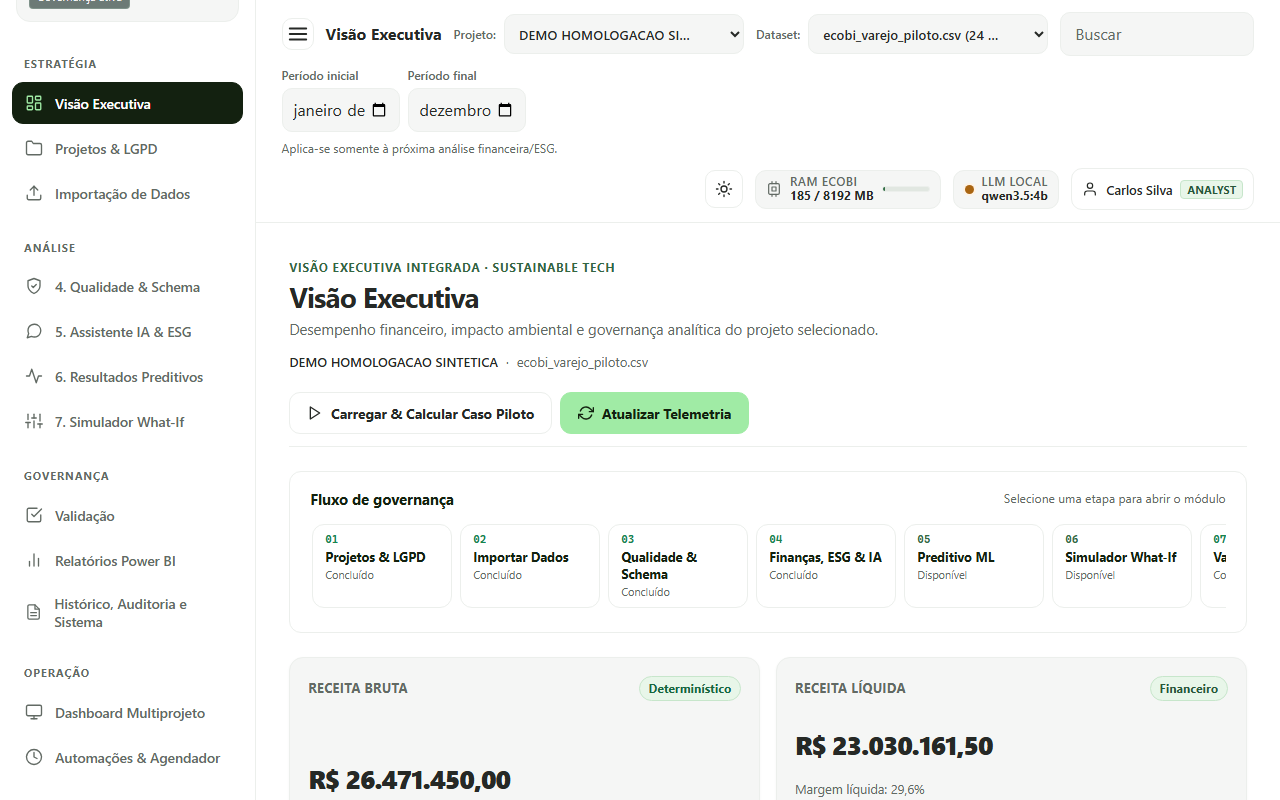 ESTRATÉGIA
Visão Executiva
Projetos & LGPD
Importação de Dados
ANÁLISE
4. Qualidade & Schema
5. Assistente IA & ESG
6. Resultados Preditivos
7. Simulador What-If
GOVERNANÇA
Validação
Relatórios Power BI
Histórico, Auditoria e
Sistema
OPERAÇÃO
Dashboard Multiprojeto
Automações & Agendador
Visão Executiva
Projeto:
DEMO HOMOLOGACAO SI...
Dataset:
ecobi_varejo_piloto.csv (24 ...
Buscar
Período inicial
Período final
janeiro de
dezembro
Aplica-se somente à próxima análise financeira/ESG.
RAM ECOBI
185 / 8192 MB
LLM LOCAL
qwen3.5:4b
Carlos Silva
ANALYST
VISÃO EXECUTIVA INTEGRADA · SUSTAINABLE TECH
Visão Executiva
Desempenho financeiro, impacto ambiental e governança analítica do projeto selecionado.
DEMO HOMOLOGACAO SINTETICA · ecobi_varejo_piloto.csv
Carregar & Calcular Caso Piloto
Atualizar Telemetria
Fluxo de governança
Selecione uma etapa para abrir o módulo
01
Projetos & LGPD
Concluído
02
Importar Dados
Concluído
03
Qualidade &
Schema
Concluído
04
Finanças, ESG & IA
Concluído
05
Preditivo ML
Disponível
06
Simulador What-If
Disponível
07
Va
Co
RECEITA BRUTA
Determinístico
R$ 26.471.450,00
RECEITA LÍQUIDA
Financeiro
R$ 23.030.161,50
Margem líquida: 29,6%